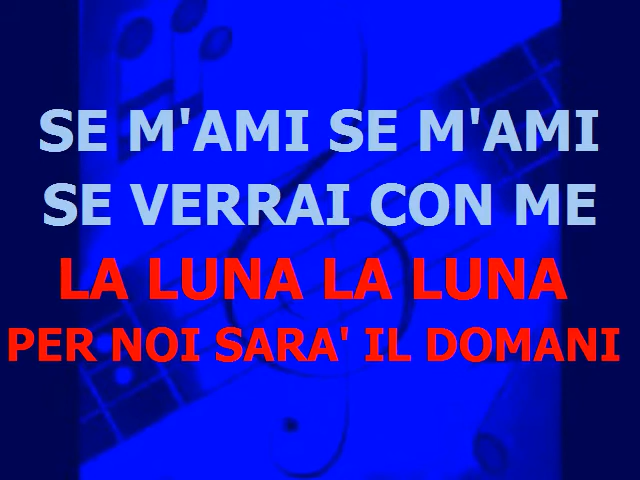 SE M'AMI SE M'AMI
SE VERRAI CON ME
LA LUNA LA LUNA
PER NOI SARA' IL DOMANI